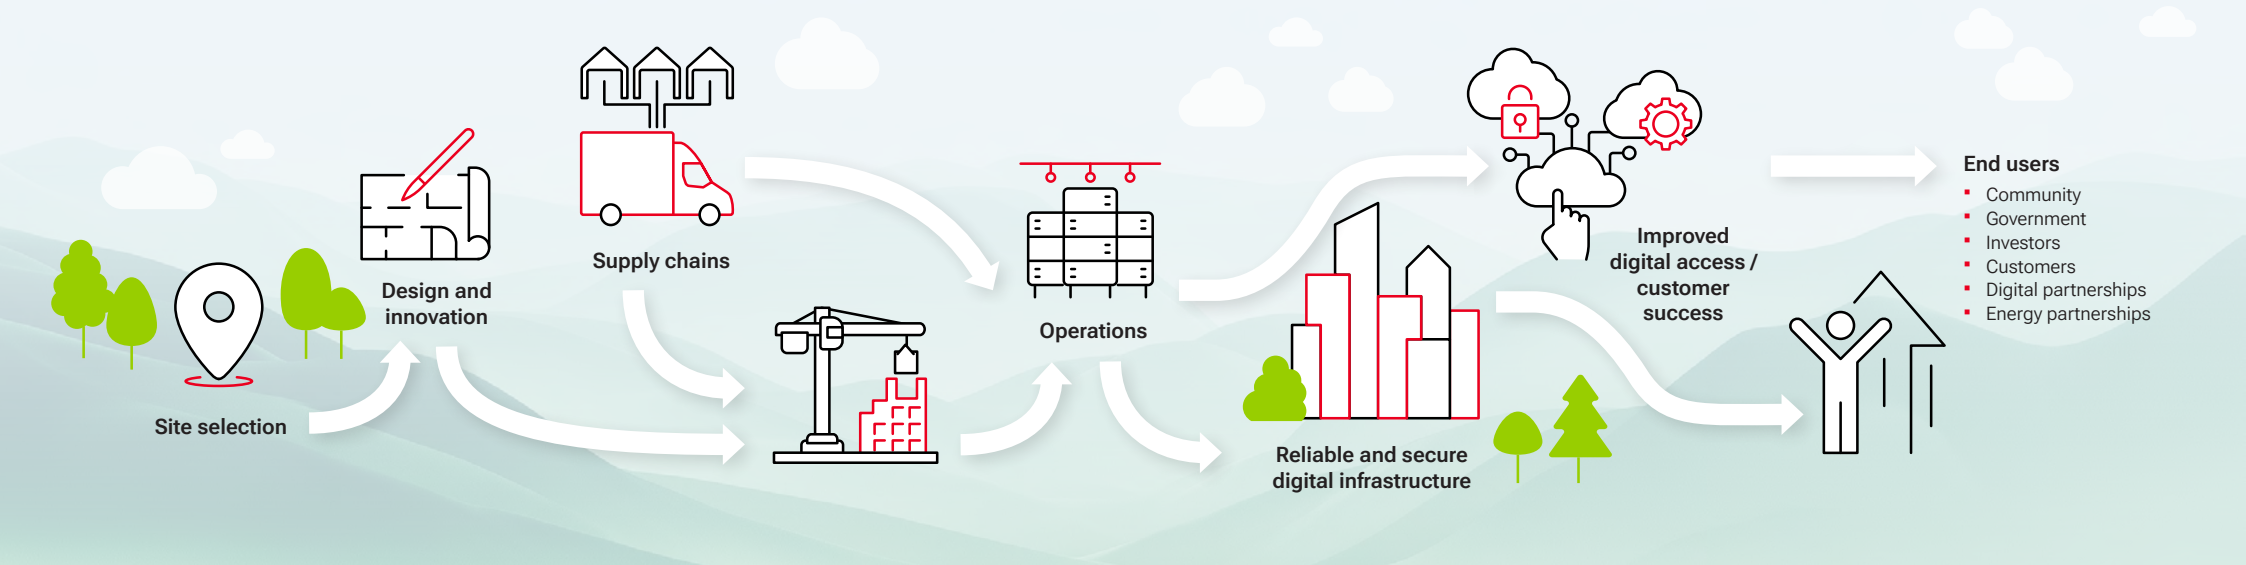 Site selection
Design and
innovation
Supply chains
Operations
Reliable and secure
digital infrastructure
Improved
digital access /
customer
success
End users
Community
Government
Investors
Customers
Digital partnerships
Energy partnerships